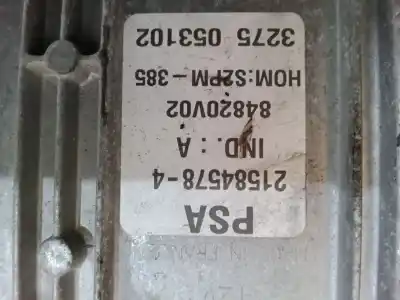 PSA
21584578-4
IND. : A
84820V02
HOM:S2PM-385
3275 053102